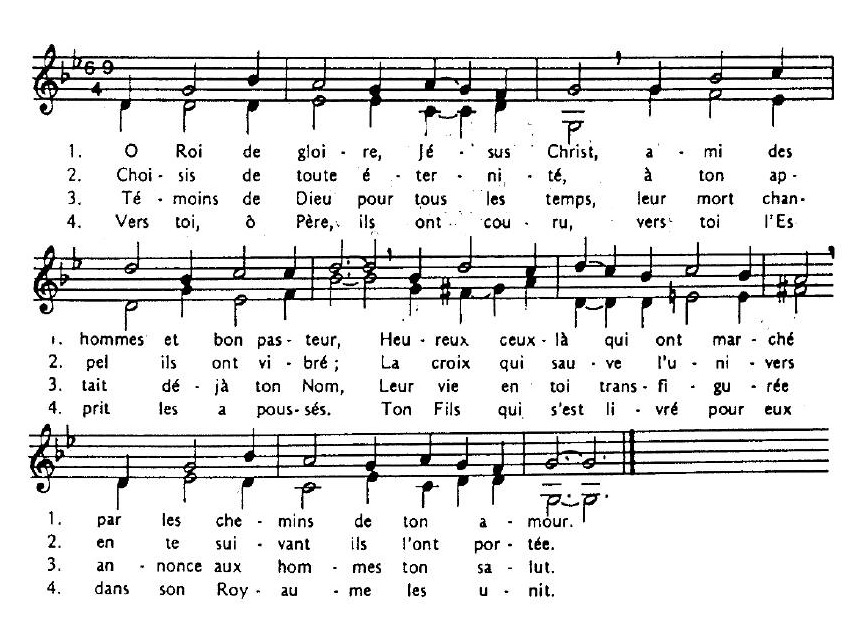 6 9
4
1. O Roi de gloi - re, Jé - sus Christ, a - mi des
2. Choi - sis de toute é - ter - ni - té, à ton ap-
3. Té - moins de Dieu pour tous les temps, leur mort chan-
4. Vers toi, ô Père, ils ont cou - ru, vers toi l'Es
1. hommes et bon pas - teur, Heu - reux ceux - là qui ont mar - ché
2. pel ils ont vi - bré ; La croix qui sau - ve l'u - ni - vers
3. tait dé - jà ton Nom, Leur vie en toi trans - fi - gu - rée
4. prit les a pous - sés. Ton Fils qui s'est li - vré pour eux
1. par les che - mins de ton a - mour.
2. en te sui - vant ils l'ont por - tée.
3. an - nonce aux hom - mes ton sa - lut.
4. dans son Roy - au - me les u - nit.